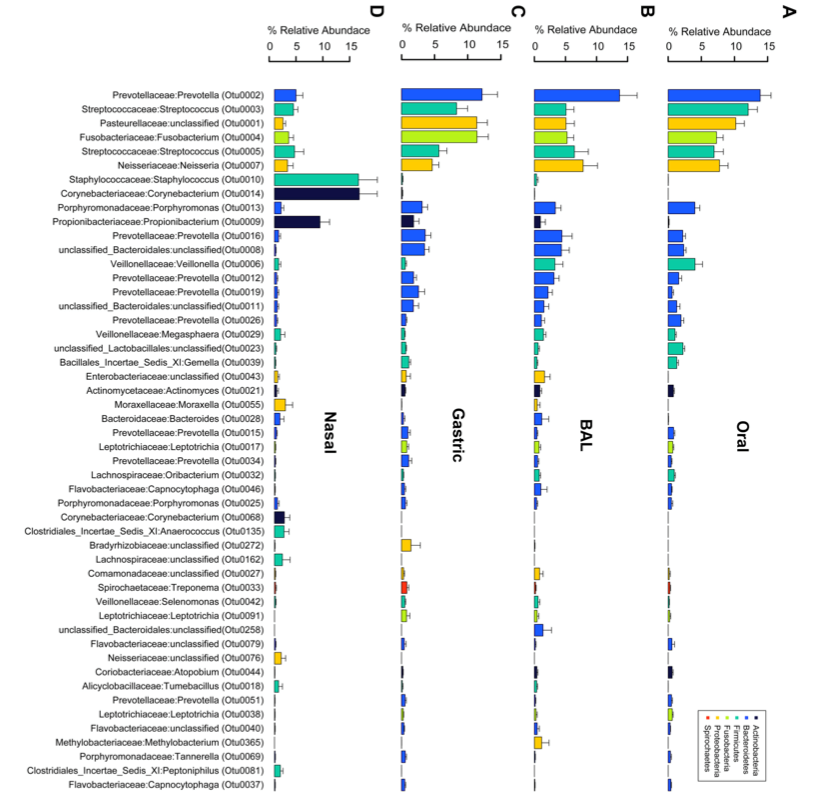 A
% Relative Abundace
0 5 10 15
Oral
Actinobacteria
Bacteroidetes
Firmicutes
Fusobacteria
Proteobacteria
Spirochaetes
B
% Relative Abundace
0 5 10 15
BAL
C
% Relative Abundace
0 5 10 15
Gastric
D
% Relative Abundace
0 5 10 15
Nasal
Prevotellaceae:Prevotella (Otu0002)
Streptococcaceae:Streptococcus (Otu0003)
Pasteurellaceae:unclassified (Otu0001)
Fusobacteriaceae:Fusobacterium (Otu0004)
Streptococcaceae:Streptococcus (Otu0005)
Neisseriaceae:Neisseria (Otu0007)
Staphylococcaceae:Staphylococcus (Otu0010)
Corynebacteriaceae:Corynebacterium (Otu0014)
Porphyromonadaceae:Porphyromonas (Otu0013)
Propionibacteriaceae:Propionibacterium (Otu0009)
Prevotellaceae:Prevotella (Otu0016)
unclassified_Bacteroidales:unclassified(Otu0008)
Veillonellaceae:Veillonella (Otu0006)
Prevotellaceae:Prevotella (Otu0012)
Prevotellaceae:Prevotella (Otu0019)
unclassified_Bacteroidales:unclassified(Otu0011)
Prevotellaceae:Prevotella (Otu0026)
Veillonellaceae:Megasphaera (Otu0029)
unclassified_Lactobacillales:unclassified(Otu0023)
Bacillales_Incertae_Sedis_XI:Gemella (Otu0039)
Enterobacteriaceae:unclassified (Otu0043)
Actinomycetaceae:Actinomyces (Otu0021)
Moraxellaceae:Moraxella (Otu0055)
Bacteroidaceae:Bacteroides (Otu0028)
Prevotellaceae:Prevotella (Otu0015)
Leptotrichiaceae:Leptotrichia (Otu0017)
Prevotellaceae:Prevotella (Otu0034)
Lachnospiraceae:Oribacterium (Otu0032)
Flavobacteriaceae:Capnocytophaga (Otu0046)
Porphyromonadaceae:Porphyromonas (Otu0025)
Corynebacteriaceae:Corynebacterium (Otu0068)
Clostridiales_Incertae_Sedis_XI:Anaerococcus (Otu0135)
Bradyrhizobiaceae:unclassified (Otu0272)
Lachnospiraceae:unclassified (Otu0162)
Comamonadaceae:unclassified (Otu0027)
Spirochaetaceae:Treponema (Otu0033)
Veillonellaceae:Selenomonas (Otu0042)
Leptotrichiaceae:Leptotrichia (Otu0091)
unclassified_Bacteroidales:unclassified(Otu0258)
Flavobacteriaceae:unclassified (Otu0079)
Neisseriaceae:unclassified (Otu0076)
Coriobacteriaceae:Atopobium (Otu0044)
Alicyclobacillaceae:Tumebacillus (Otu0018)
Prevotellaceae:Prevotella (Otu0051)
Leptotrichiaceae:Leptotrichia (Otu0038)
Flavobacteriaceae:unclassified (Otu0040)
Methylobacteriaceae:Methylobacterium (Otu0365)
Porphyromonadaceae:Tannerella (Otu0069)
Clostridiales_Incertae_Sedis_XI:Peptoniphilus (Otu0081)
Flavobacteriaceae:Capnocytophaga (Otu0037)